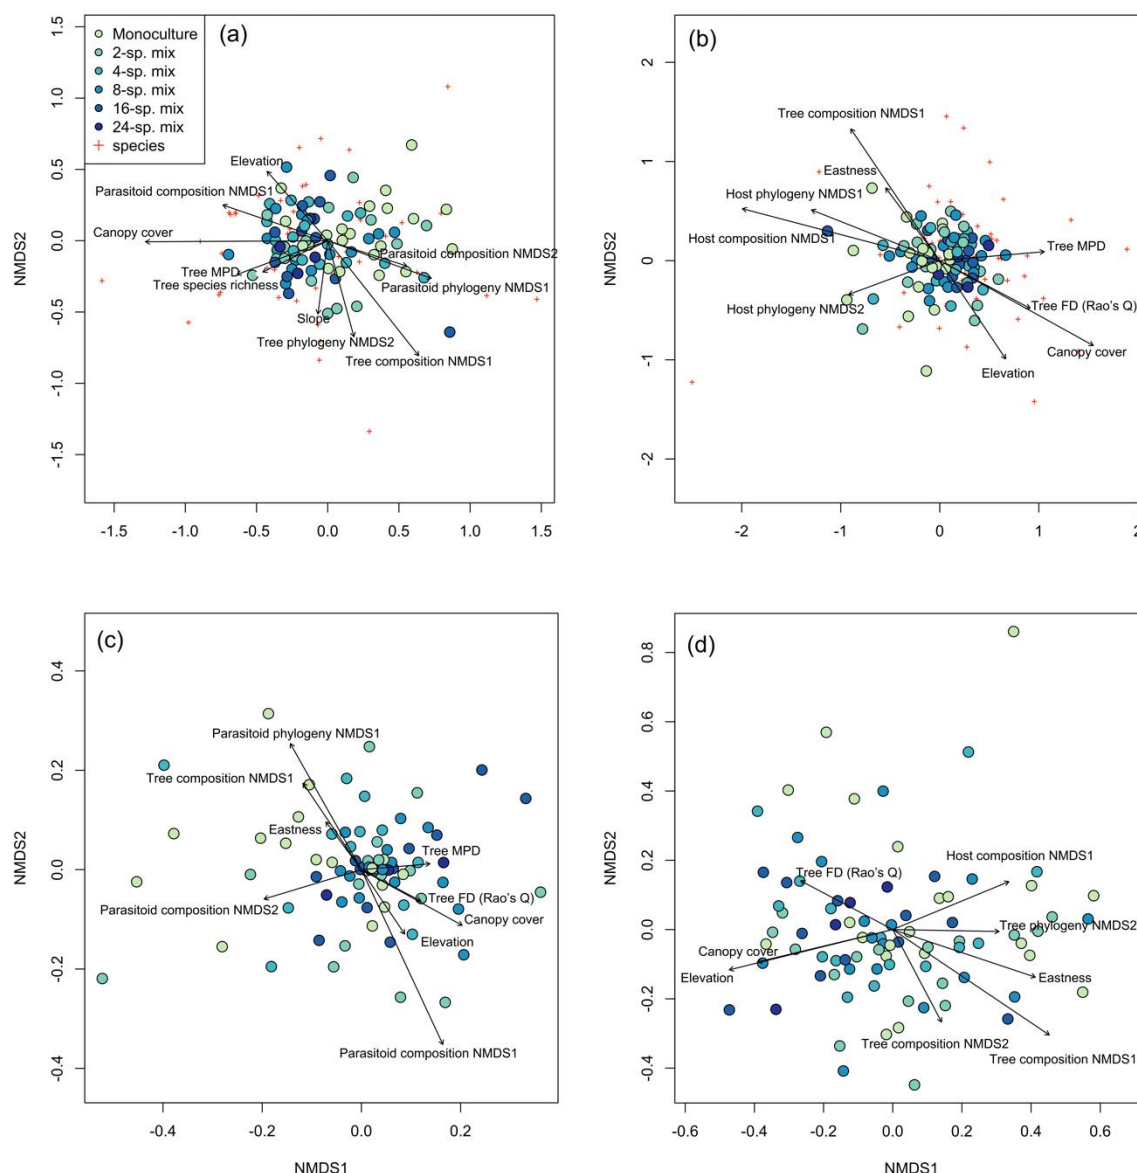 (a)
Monoculture
2-sp. mix
4-sp. mix
8-sp. mix
16-sp. mix
24-sp. mix
species
NMDS2
1.5
1.0
0.5
0.0
-0.5
-1.0
-1.5
Elevation
Parasitoid composition NMDS1
Canopy cover
Parasitoid composition NMDS2
Tree MPD
Tree species richness
Parasitoid phylogeny NMDS1
Slope
Tree phylogeny NMDS2
Tree composition NMDS1
-1.5 -1.0 -0.5 0.0 0.5 1.0 1.5
(b)
NMDS2
2
1
0
-1
-2
Tree composition NMDS1
Eastness
Host phylogeny NMDS1
Host composition NMDS1
Tree MPD
Host phylogeny NMDS2
Tree FD (Rao's Q)
Canopy cover
Elevation
-2 -1 0 1 2
(c)
NMDS2
0.4
0.2
0.0
-0.2
-0.4
Parasitoid phylogeny NMDS1
Tree composition NMDS1
Eastness
Tree MPD
Parasitoid composition NMDS2
Tree FD (Rao's Q)
Canopy cover
Elevation
Parasitoid composition NMDS1
-0.4 -0.2 0.0 0.2
NMDS1
(d)
NMDS2
0.8
0.6
0.4
0.2
0.0
-0.2
-0.4
Host composition NMDS1
Tree FD (Rao's Q)
Tree phylogeny NMDS2
Canopy cover
Elevation
Eastness
Tree composition NMDS2
Tree composition NMDS1
-0.6 -0.4 -0.2 0.0 0.2 0.4 0.6
NMDS1